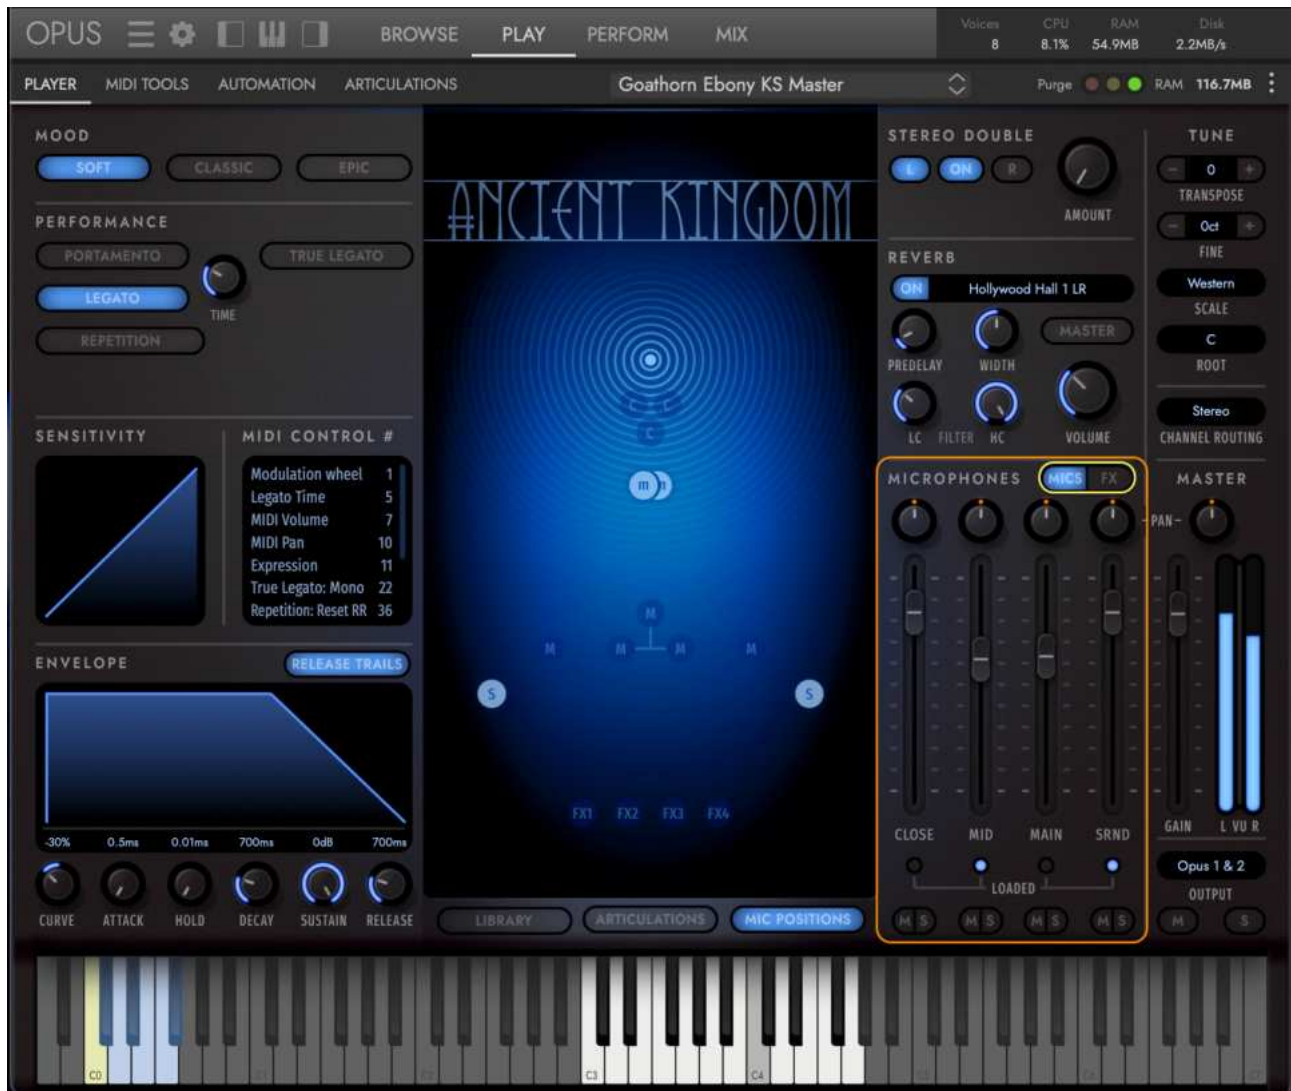 OPUS BROWSE PLAY PERFORM MIX
Voices CPU RAM Disk
8 8.1% 54.9MB 2.2MB/s
PLAYER MIDI TOOLS AUTOMATION ARTICULATIONS Goathorn Ebony KS Master Purge RAM 116.7MB
MOOD
SOFT CLASSIC EPIC
PERFORMANCE
PORTAMENTO TRUE LEGATO
LEGATO
TIME
REPETITION
SENSITIVITY
MIDI CONTROL #
Modulation wheel 1
Legato Time 5
MIDI Volume 7
MIDI Pan 10
Expression 11
True Legato: Mono 22
Repetition: Reset RR 36
ENVELOPE RELEASE TRAILS
-30% 0.5ms 0.01ms 700ms 0dB 700ms
CURVE ATTACK HOLD DECAY SUSTAIN RELEASE
ANCIENT KINGDOM
C
m
M
M M M M
S S
FX1 FX2 FX3 FX4
LIBRARY ARTICULATIONS MIC POSITIONS
STEREO DOUBLE
L ON R
AMOUNT
REVERB
ON Hollywood Hall 1 LR
MASTER
PREDELAY WIDTH
LC FILTER HC VOLUME
TUNE
- 0 +
TRANSPOSE
- 0ct +
FINE
Western
SCALE
C
ROOT
Stereo
CHANNEL ROUTING
MICROPHONES MICS FX
CLOSE MID MAIN SRND
LOADED
M S M S M S M S
MASTER
-PAN-
GAIN L VU R
Opus 1 & 2
OUTPUT
M S
C0 C1 C2 C3 C4 C5 C6 C7